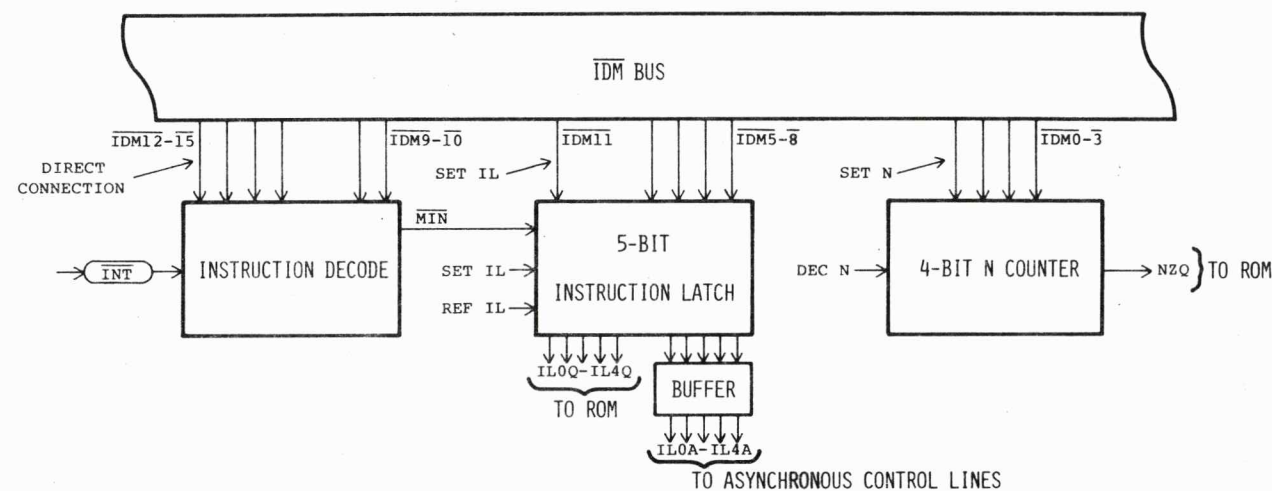 IDM BUS
IDM12-15
IDM9-10
IDM11
IDM5-8
IDM0-3
DIRECT
CONNECTION
SET IL
SET N
MIN
INT
INSTRUCTION DECODE
SET IL
REF IL
5-BIT
INSTRUCTION LATCH
DEC N
4-BIT N COUNTER
NZQ } TO ROM
IL0Q-IL4Q
TO ROM
BUFFER
IL0A-IL4A
TO ASYNCHRONOUS CONTROL LINES